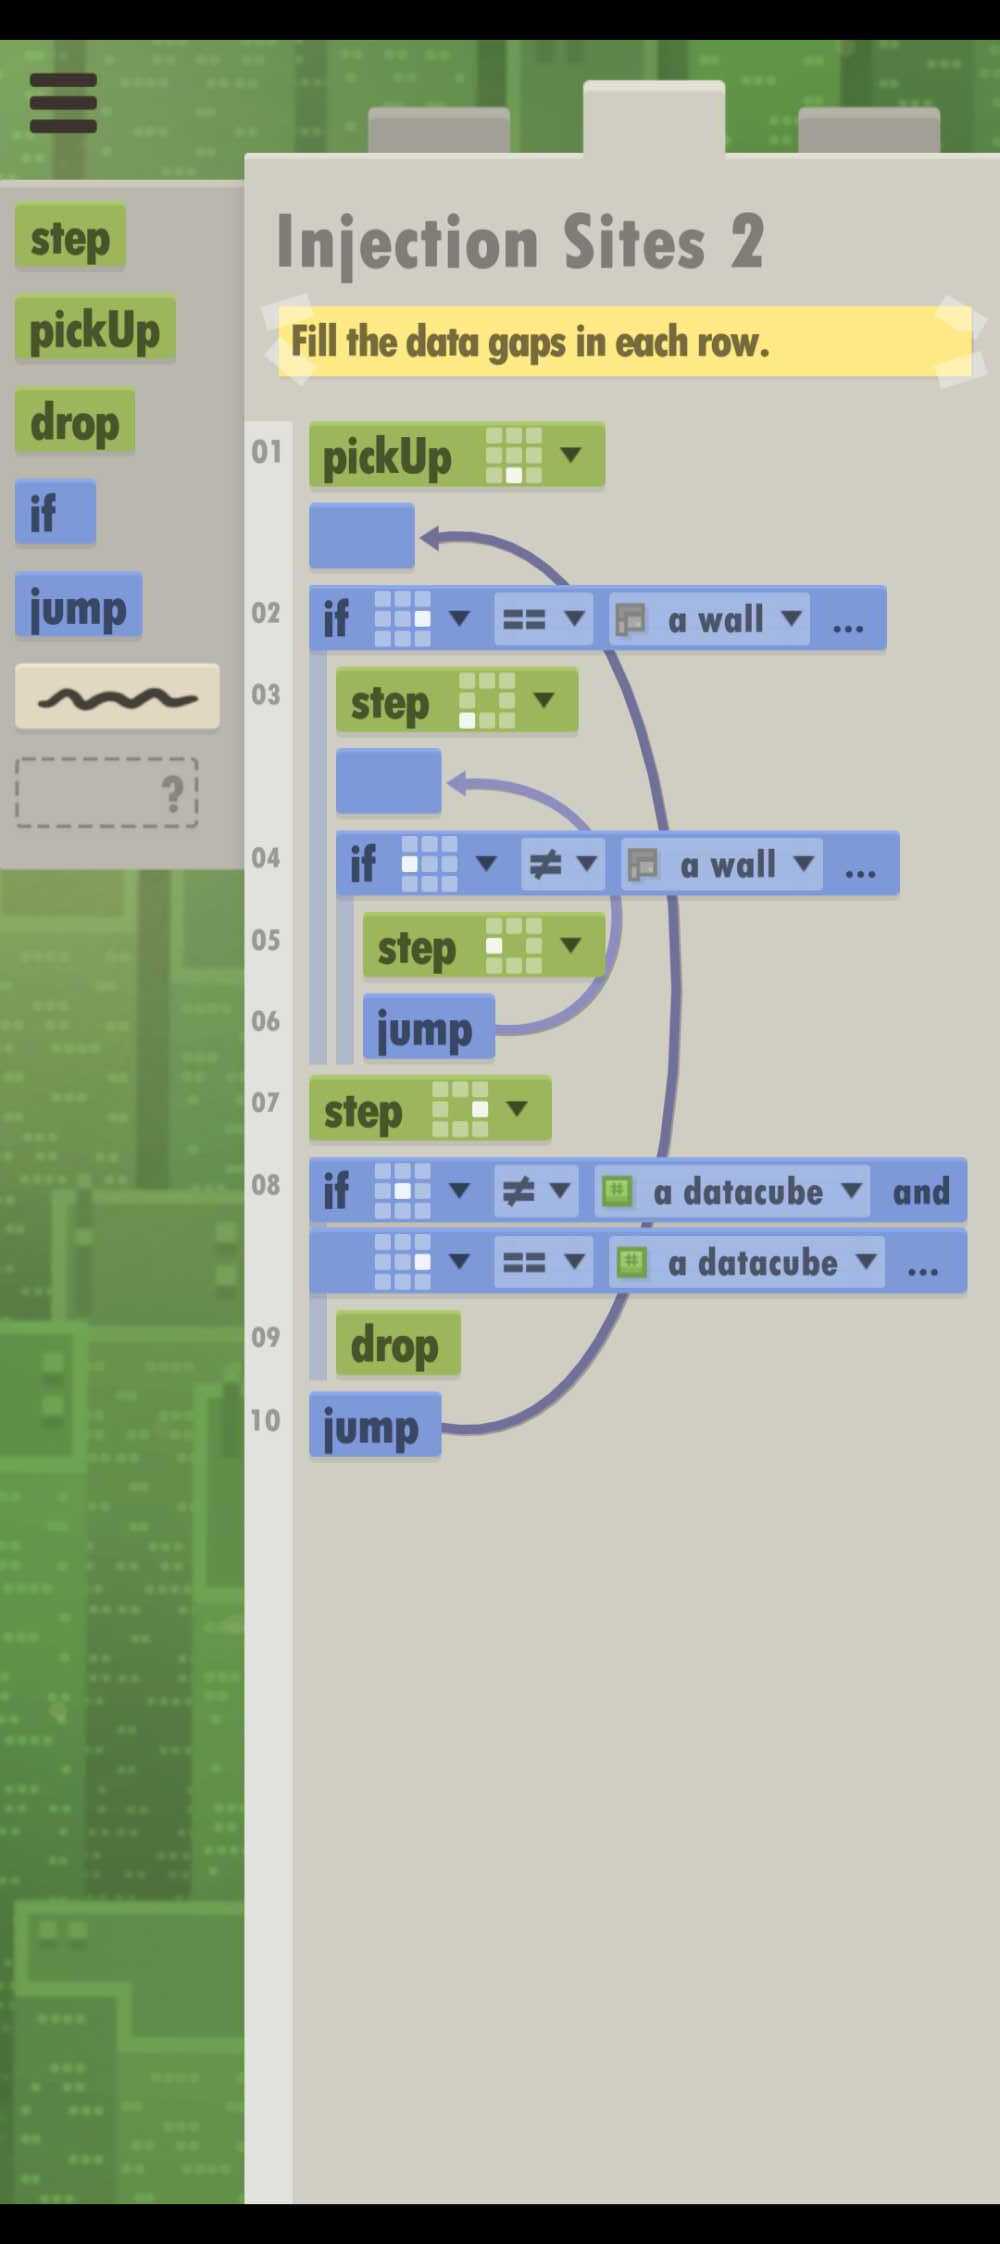 Injection Sites 2
Fill the data gaps in each row.
step
pickUp
drop
if
jump
?
01 pickUp
02 if == a wall ...
03 step
04 if ≠ a wall ...
05 step
06 jump
07 step
08 if ≠ a datacube and
== a datacube ...
09 drop
10 jump